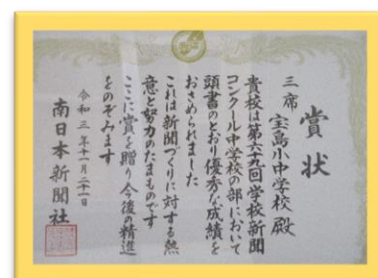 賞状
三席
宝島小中学校 殿
貴校は第六九回学校新聞
コンクール中学校の部において
頭書のとおり優秀な成績を
おさめられました
これは新聞づくりに対する熱
意と努力のたまものです
ここに賞を贈り今後の精進
をのぞみます
令和三年十一月二十一日
南日本新聞社